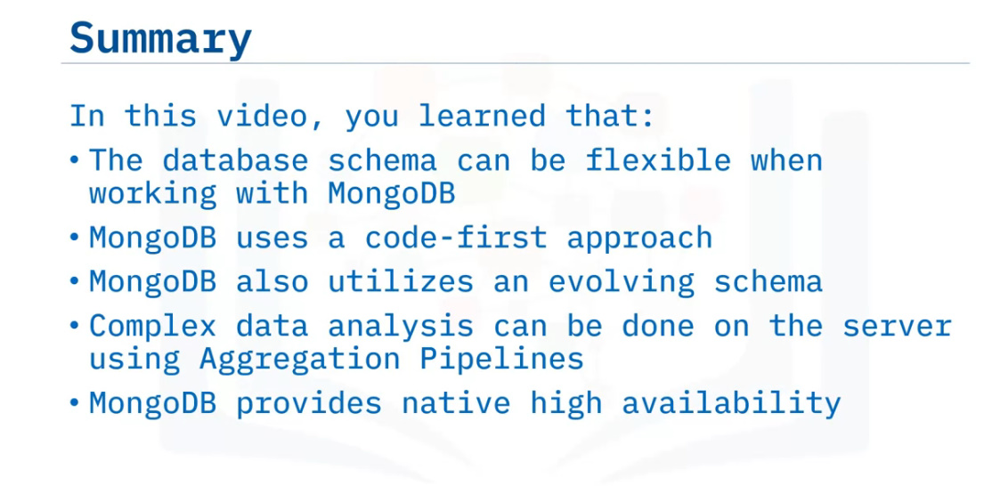 Summary
In this video, you learned that:
• The database schema can be flexible when
working with MongoDB
• MongoDB uses a code-first approach
• MongoDB also utilizes an evolving schema
• Complex data analysis can be done on the server
using Aggregation Pipelines
• MongoDB provides native high availability